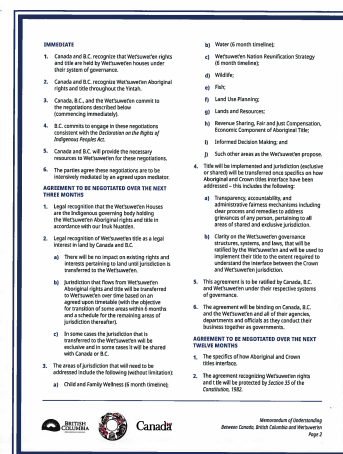 IMMEDIATE
1. Canada and B.C. recognize that Wet'suwet'en rights
and title are held by Wet'suwet'en houses under
their system of governance.
2. Canada and B.C. recognize Wet'suwet'en Aboriginal
rights and title throughout the Yintah.
3. Canada, B.C., and the Wet'suwet'en commit to
the negotiations described below
(commencing immediately).
4. B.C. commits to engage in these negotiations
consistent with the Declaration on the Rights of
Indigenous Peoples Act.
5. Canada and B.C. will provide the necessary
resources to Wet'suwet'en for these negotiations.
6. The parties agree these negotiations are to be
intensively mediated by an agreed upon mediator.
AGREEMENT TO BE NEGOTIATED OVER THE NEXT
THREE MONTHS
1. Legal recognition that the Wet'suwet'en Houses
are the Indigenous governing body holding
the Wet'suwet'en Aboriginal rights and title in
accordance with our Inuk Nuatden.
2. Legal recognition of Wet'suwet'en title as a legal
interest in land by Canada and B.C.
a) There will be no impact on existing rights and
interests pertaining to land until jurisdiction is
transferred to the Wet'suwet'en.
b) Jurisdiction that flows from Wet'suwet'en
Aboriginal rights and title will be transferred
to Wet'suwet'en over time based on an
agreed upon timetable (with the objective
for transition of some areas within 6 months
and a schedule for the remaining areas of
jurisdiction thereafter).
c) In some cases the jurisdiction that is
transferred to the Wet'suwet'en will be
exclusive and in some cases it will be shared
with Canada or B.C.
3. The areas of jurisdiction that will need to be
addressed include the following (without limitation):
a) Child and Family Wellness (6 month timeline);
b) Water (6 month timeline);
c) Wet'suwet'en Nation Reunification Strategy
(6 month timeline);
d) Wildlife;
e) Fish;
f) Land Use Planning;
g) Lands and Resources;
h) Revenue Sharing, Fair and Just Compensation,
Economic Component of Aboriginal Title;
i) Informed Decision Making; and
j) Such other areas as the Wet'suwet'en propose.
4. Title will be implemented and jurisdiction (exclusive
or shared) will be transferred once specifics on how
Aboriginal and Crown titles interface have been
addressed – this includes the following:
a) Transparency, accountability, and
administrative fairness mechanisms including
clear process and remedies to address
grievances of any person, pertaining to all
areas of shared and exclusive jurisdiction.
b) Clarity on the Wet'suwet'en governance
structures, systems, and laws, that will be
ratified by the Wet'suwet'en and will be used to
implement their title to the extent required to
understand the interface between the Crown
and Wet'suwet'en jurisdiction.
5. This agreement is to be ratified by Canada, B.C.
and Wet'suwet'en under their respective systems
of governance.
6. The agreement will be binding on Canada, B.C.
and the Wet'suwet'en and all of their agencies,
departments and officials as they conduct their
business together as governments.
AGREEMENT TO BE NEGOTIATED OVER THE NEXT
TWELVE MONTHS
1. The specifics of how Aboriginal and Crown
titles interface.
2. The agreement recognizing Wet'suwet'en rights
and title will be protected by Section 35 of the
Constitution, 1982.
BRITISH
COLUMBIA
Canada
Memorandum of Understanding
Between Canada, British Columbia and Wet'suwet'en
Page 2